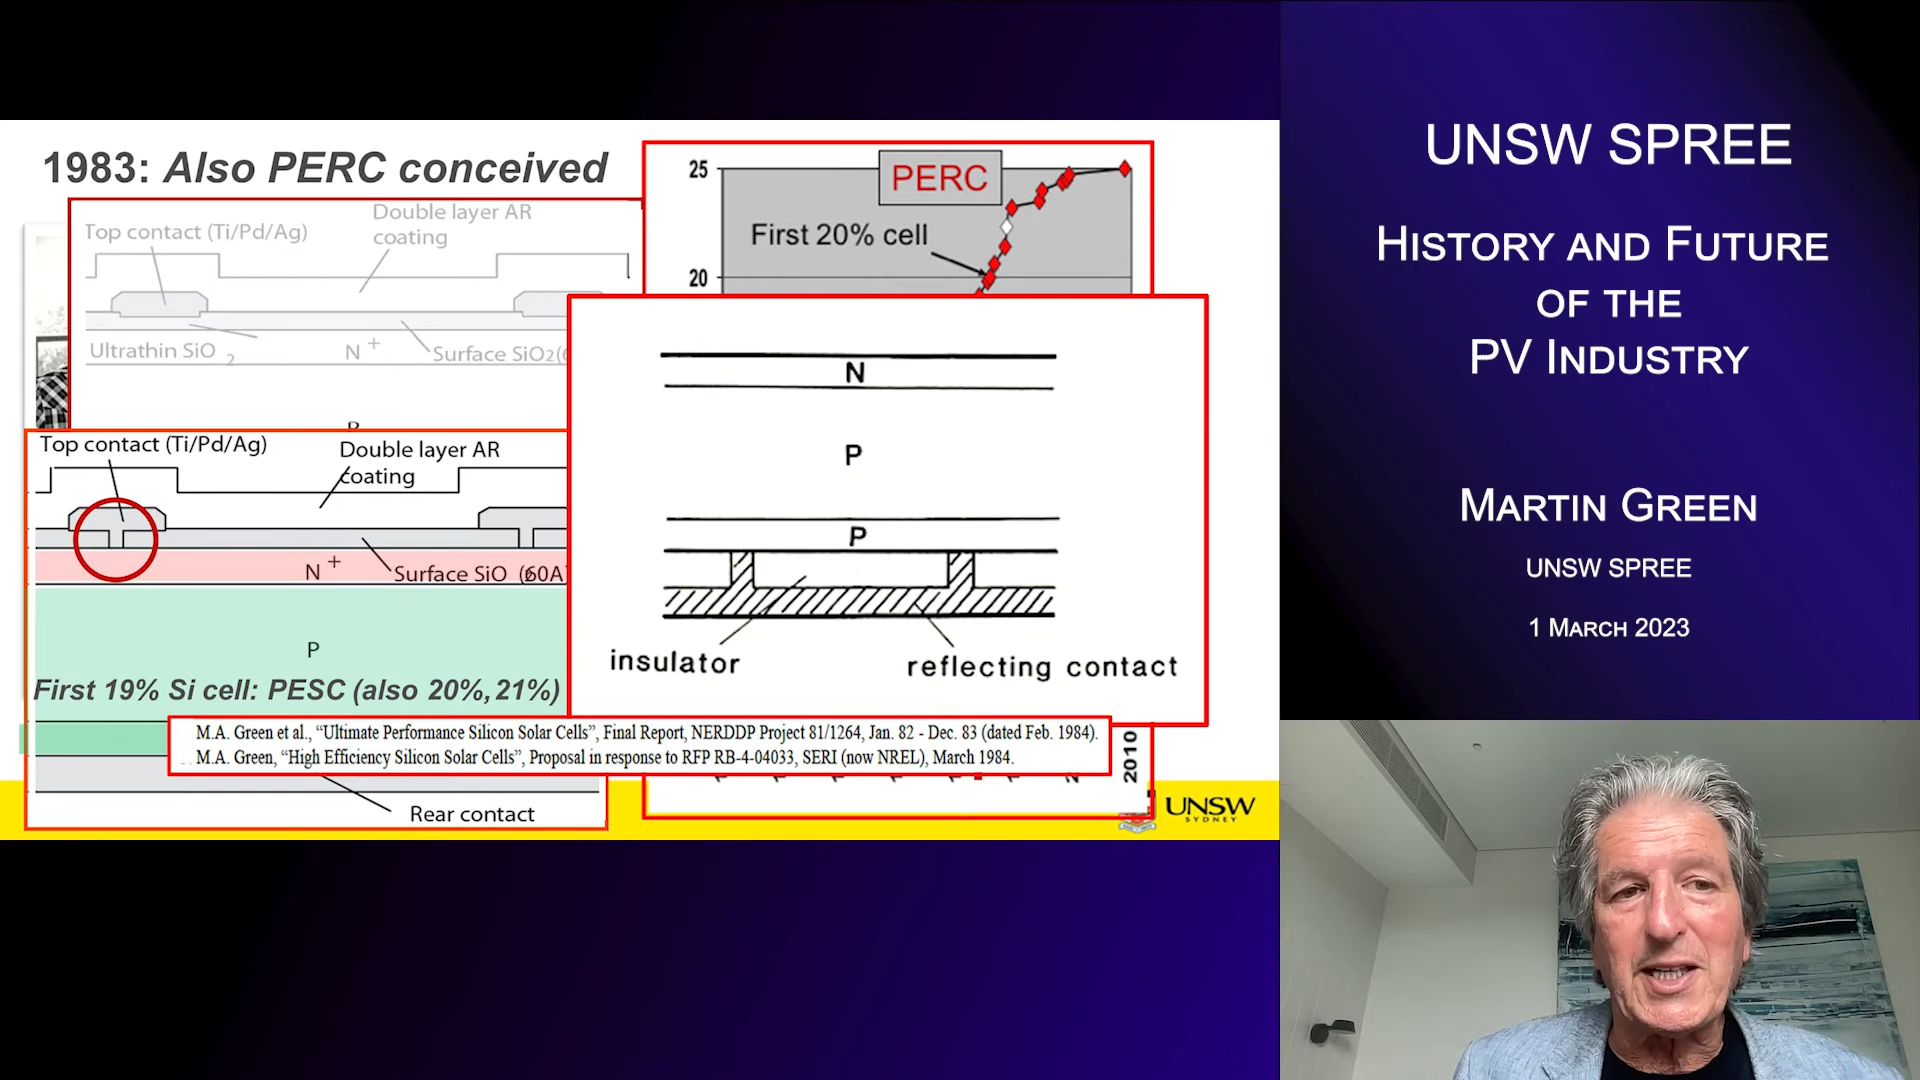 1983: Also PERC conceived
Top contact (Ti/Pd/Ag)
Double layer AR
coating
Ultrathin SiO2
N+
Surface SiO2
P
Top contact (Ti/Pd/Ag)
Double layer AR
coating
N+
Surface SiO2 (60A)
P
First 19% Si cell: PESC (also 20%, 21%)
Rear contact
25
PERC
First 20% cell
20
N
P
P
insulator
reflecting contact
M.A. Green et al., “Ultimate Performance Silicon Solar Cells”, Final Report, NERDDP Project 81/1264, Jan. 82 - Dec. 83 (dated Feb. 1984).
M.A. Green, “High Efficiency Silicon Solar Cells”, Proposal in response to RFP RB-4-04033, SERI (now NREL), March 1984.
2010
UNSW
SYDNEY
UNSW SPREE
HISTORY AND FUTURE
OF THE
PV INDUSTRY
MARTIN GREEN
UNSW SPREE
1 MARCH 2023